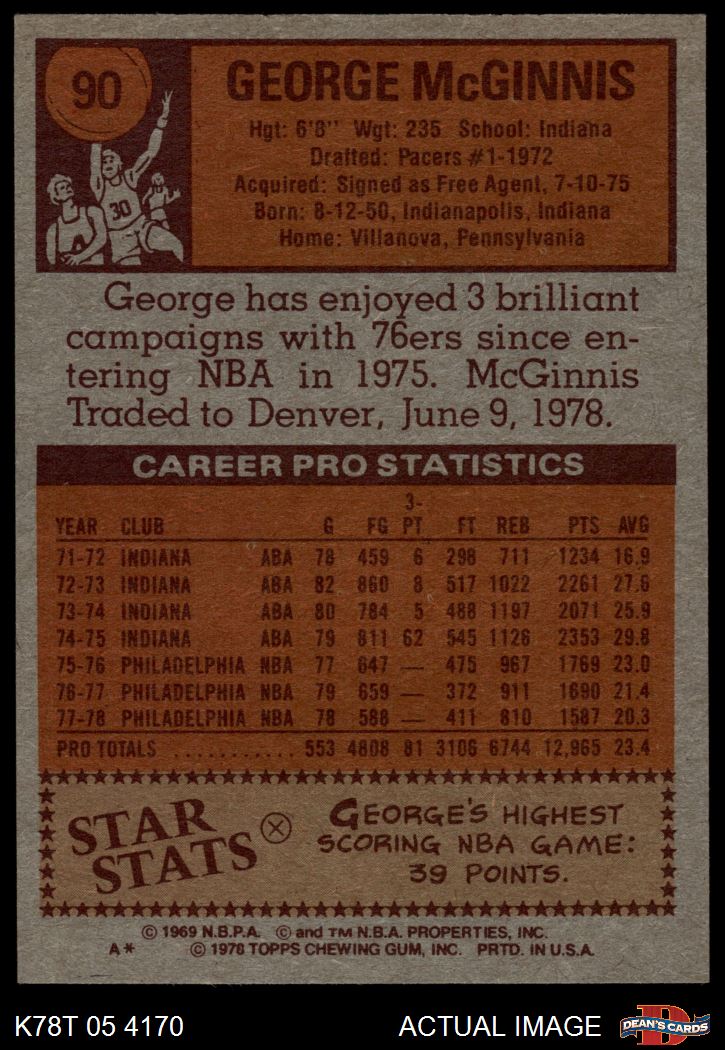 90
GEORGE McGINNIS
Hgt: 6'8" Wgt: 235 School: Indiana
Drafted: Pacers #1-1972
Acquired: Signed as Free Agent, 7-10-75
Born: 8-12-50, Indianapolis, Indiana
Home: Villanova, Pennsylvania
30
George has enjoyed 3 brilliant
campaigns with 76ers since en-
tering NBA in 1975. McGinnis
Traded to Denver, June 9, 1978.
CAREER PRO STATISTICS
YEAR CLUB G FG 3-PT FT REB PTS AVG
71-72 INDIANA ABA 78 459 6 298 711 1234 16.9
72-73 INDIANA ABA 82 860 8 517 1022 2261 27.6
73-74 INDIANA ABA 80 784 5 488 1197 2071 25.9
74-75 INDIANA ABA 79 811 62 545 1126 2353 29.8
75-76 PHILADELPHIA NBA 77 647 — 475 967 1769 23.0
76-77 PHILADELPHIA NBA 79 659 — 372 911 1690 21.4
77-78 PHILADELPHIA NBA 78 588 — 411 810 1587 20.3
PRO TOTALS ........... 553 4808 81 3106 6744 12,965 23.4
STAR STATS
GEORGE'S HIGHEST
SCORING NBA GAME:
39 POINTS.
© 1969 N.B.P.A. © and TM N.B.A. PROPERTIES, INC.
A* © 1978 TOPPS CHEWING GUM, INC. PRTD. IN U.S.A.
K78T 05 4170 ACTUAL IMAGE D DEAN'S CARDS